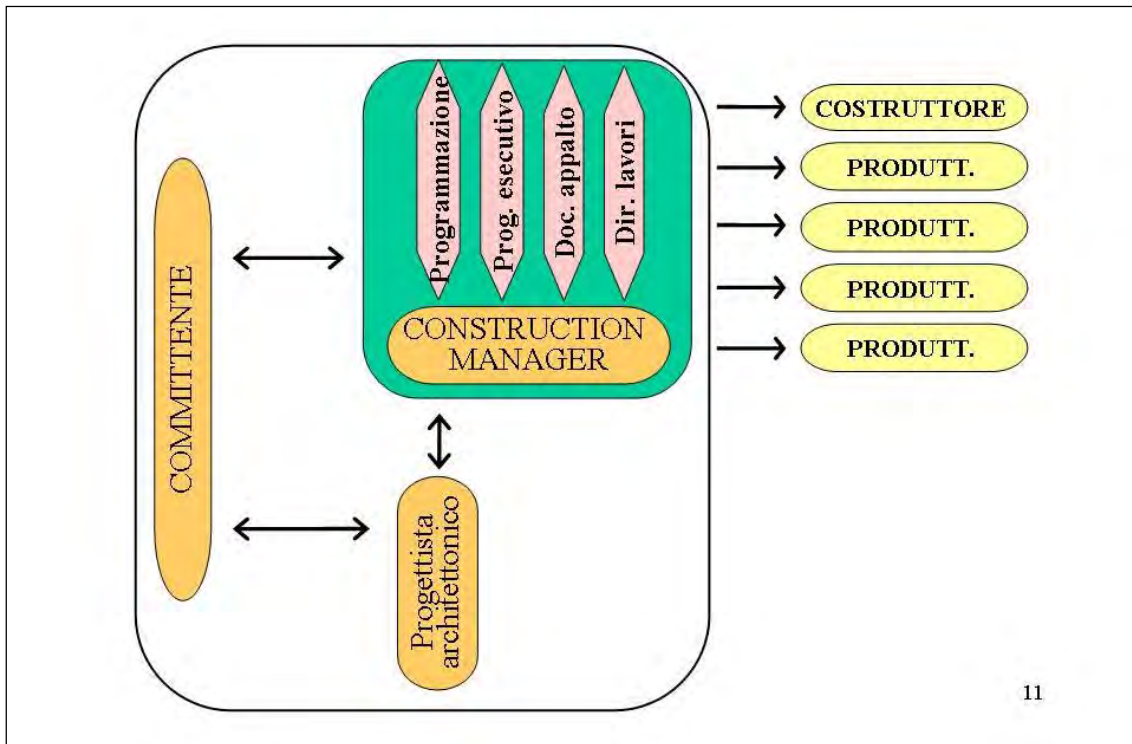 COMMITTENTE
Programmazione
Prog. esecutivo
Doc. appalto
Dir. lavori
CONSTRUCTION
MANAGER
Progettista
architettonico
COSTRUTTORE
PRODUTT.
PRODUTT.
PRODUTT.
PRODUTT.
11